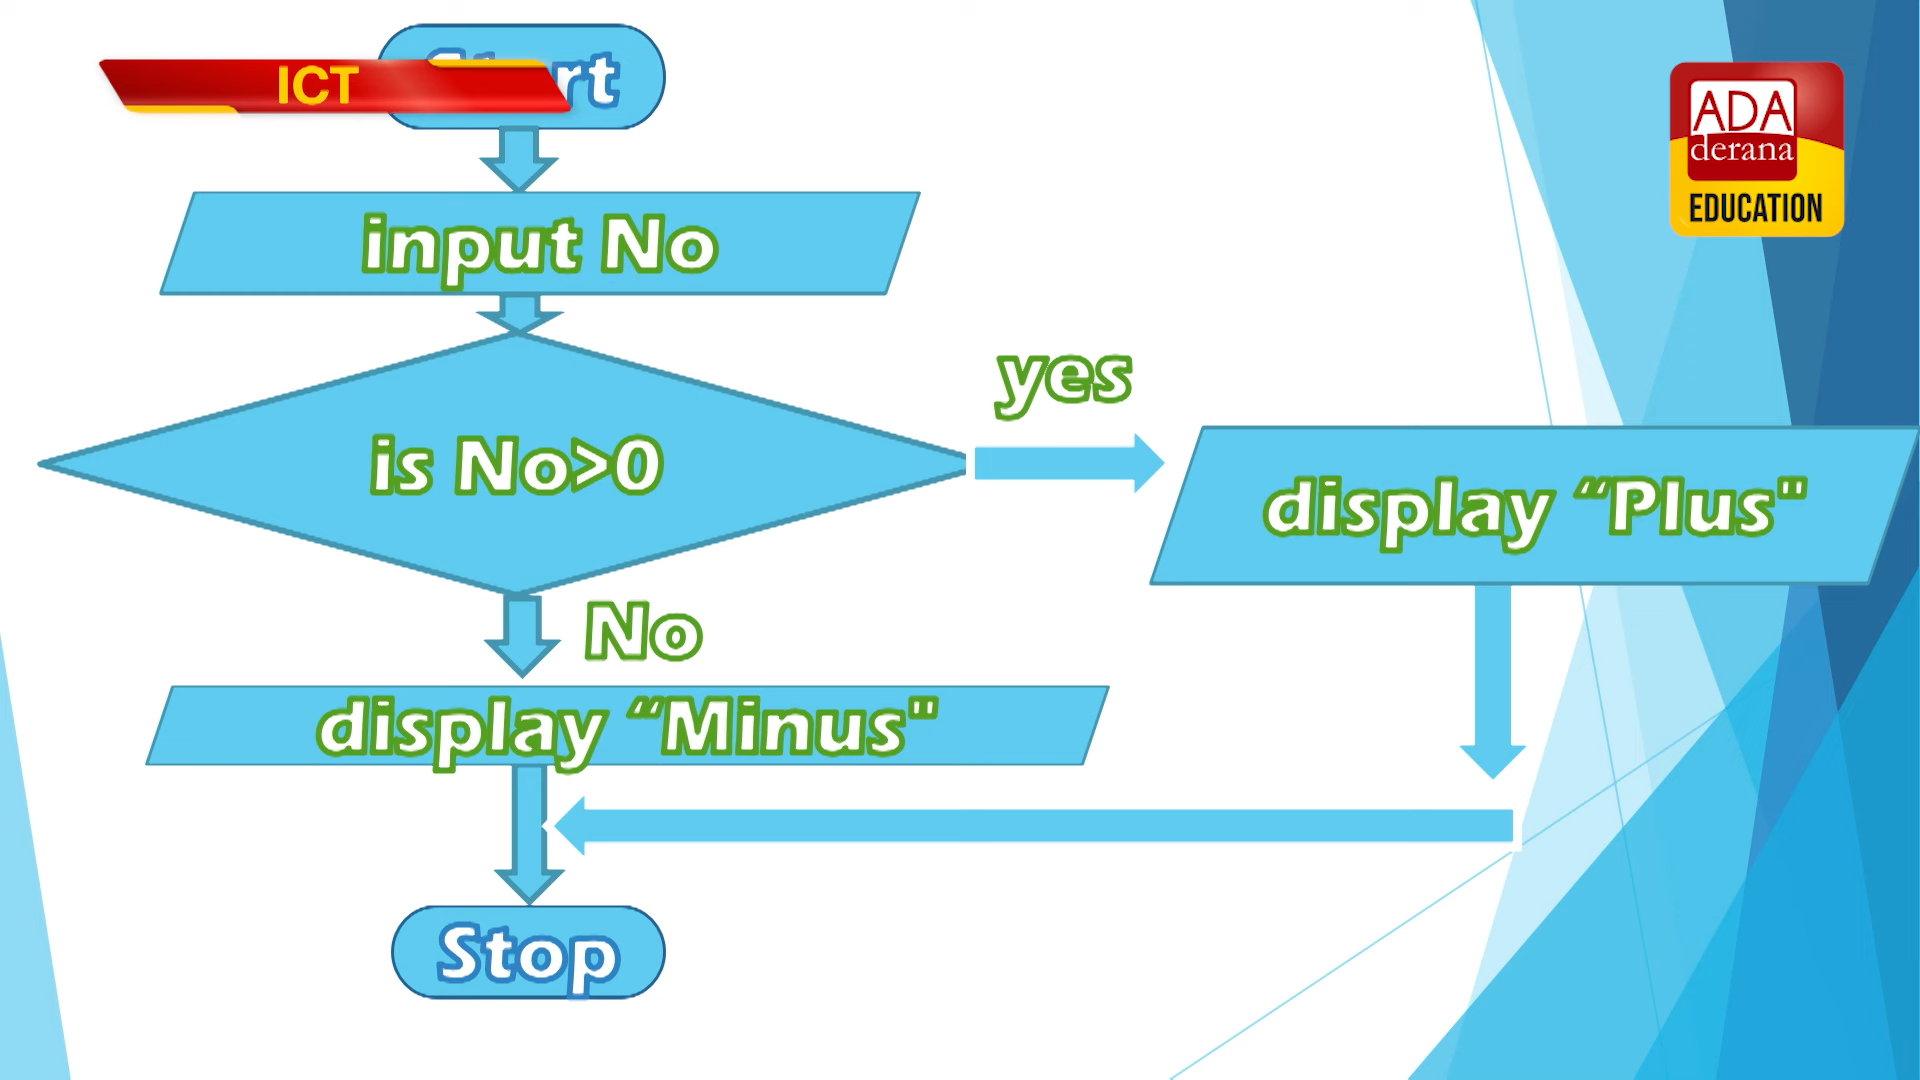 ICT
input No
is No>0
yes
display “Plus"
No
display “Minus"
Stop
ADA
derana
EDUCATION